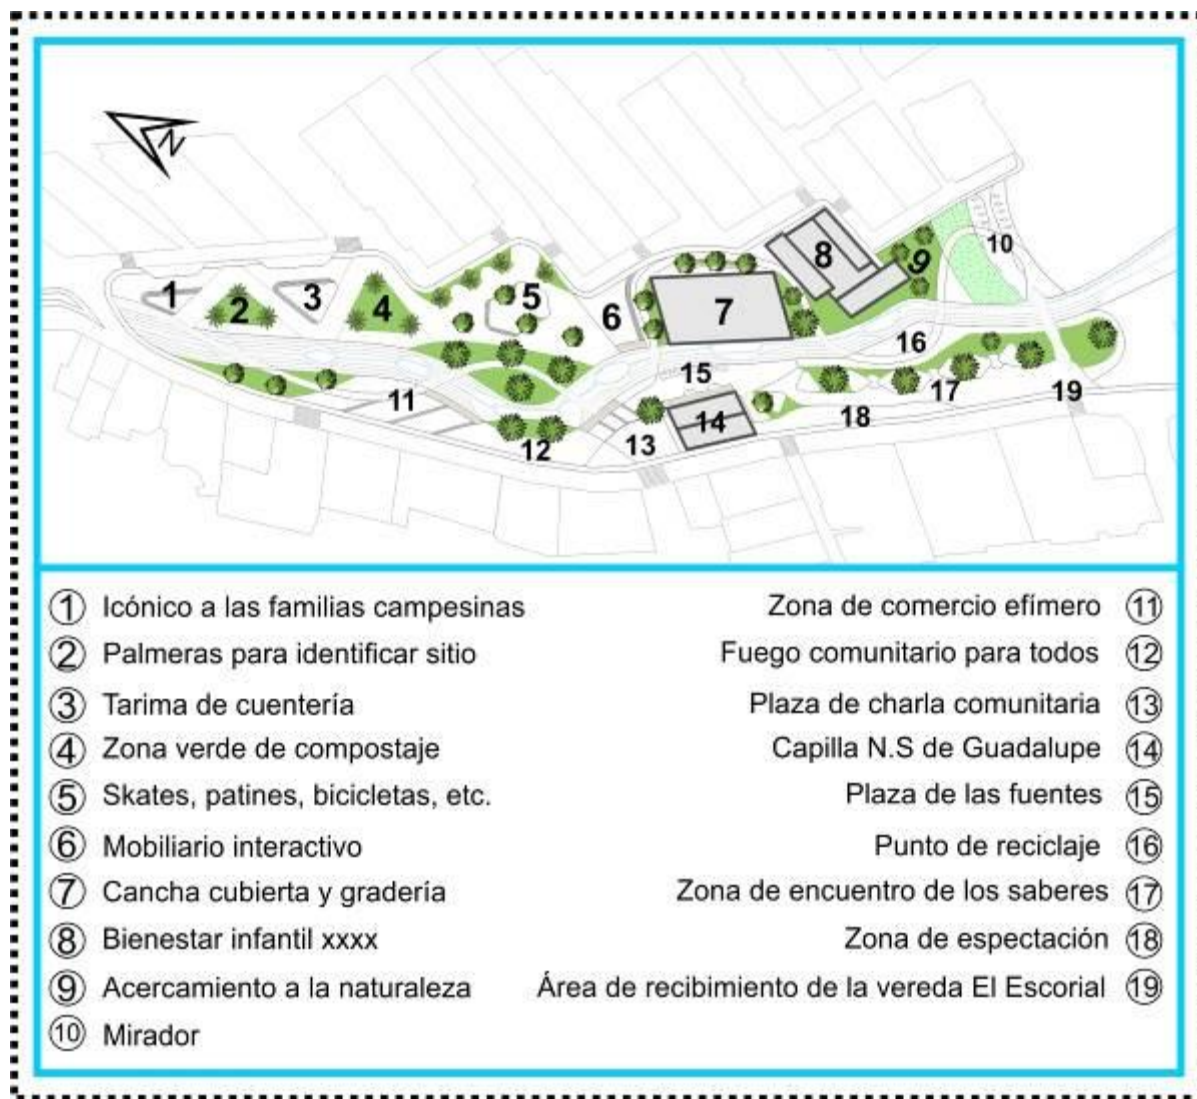 N
10
8
9
1
2
3
4
5
6
7
16
15
11
17
19
18
14
12
13
1 Icónico a las familias campesinas
2 Palmeras para identificar sitio
3 Tarima de cuentería
4 Zona verde de compostaje
5 Skates, patines, bicicletas, etc.
6 Mobiliario interactivo
7 Cancha cubierta y gradería
8 Bienestar infantil xxxx
9 Acercamiento a la naturaleza
10 Mirador
Zona de comercio efímero 11
Fuego comunitario para todos 12
Plaza de charla comunitaria 13
Capilla N.S de Guadalupe 14
Plaza de las fuentes 15
Punto de reciclaje 16
Zona de encuentro de los saberes 17
Zona de espectación 18
Área de recibimiento de la vereda El Escorial 19